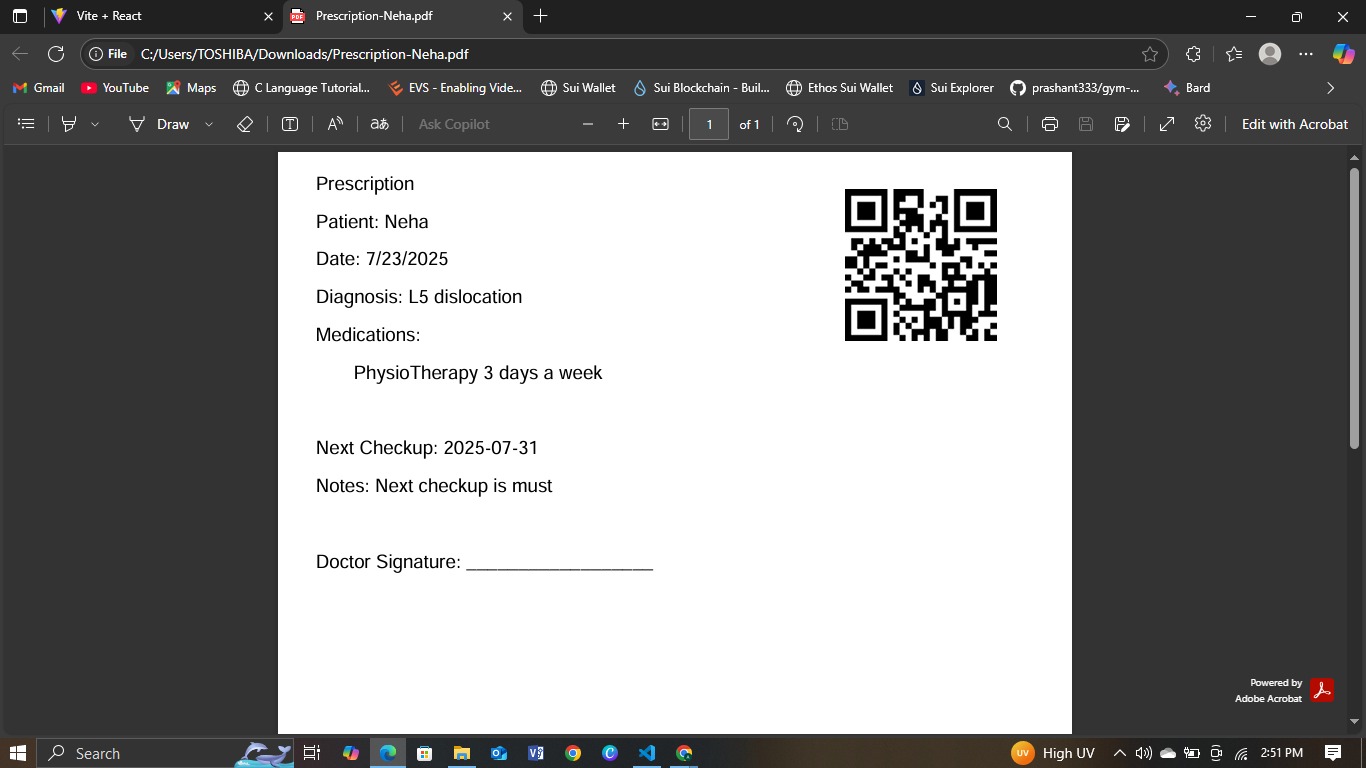 Vite + React
Prescription-Neha.pdf
File
C:/Users/TOSHIBA/Downloads/Prescription-Neha.pdf
Gmail
YouTube
Maps
C Language Tutorial...
EVS - Enabling Vide...
Sui Wallet
Sui Blockchain - Buil...
Ethos Sui Wallet
Sui Explorer
prashant333/gym-...
Bard
Draw
Ask Copilot
1
of 1
Edit with Acrobat
Prescription
Patient: Neha
Date: 7/23/2025
Diagnosis: L5 dislocation
Medications:
PhysioTherapy 3 days a week
Next Checkup: 2025-07-31
Notes: Next checkup is must
Doctor Signature: __________________
Powered by
Adobe Acrobat
Search
UV
High UV
2:51 PM